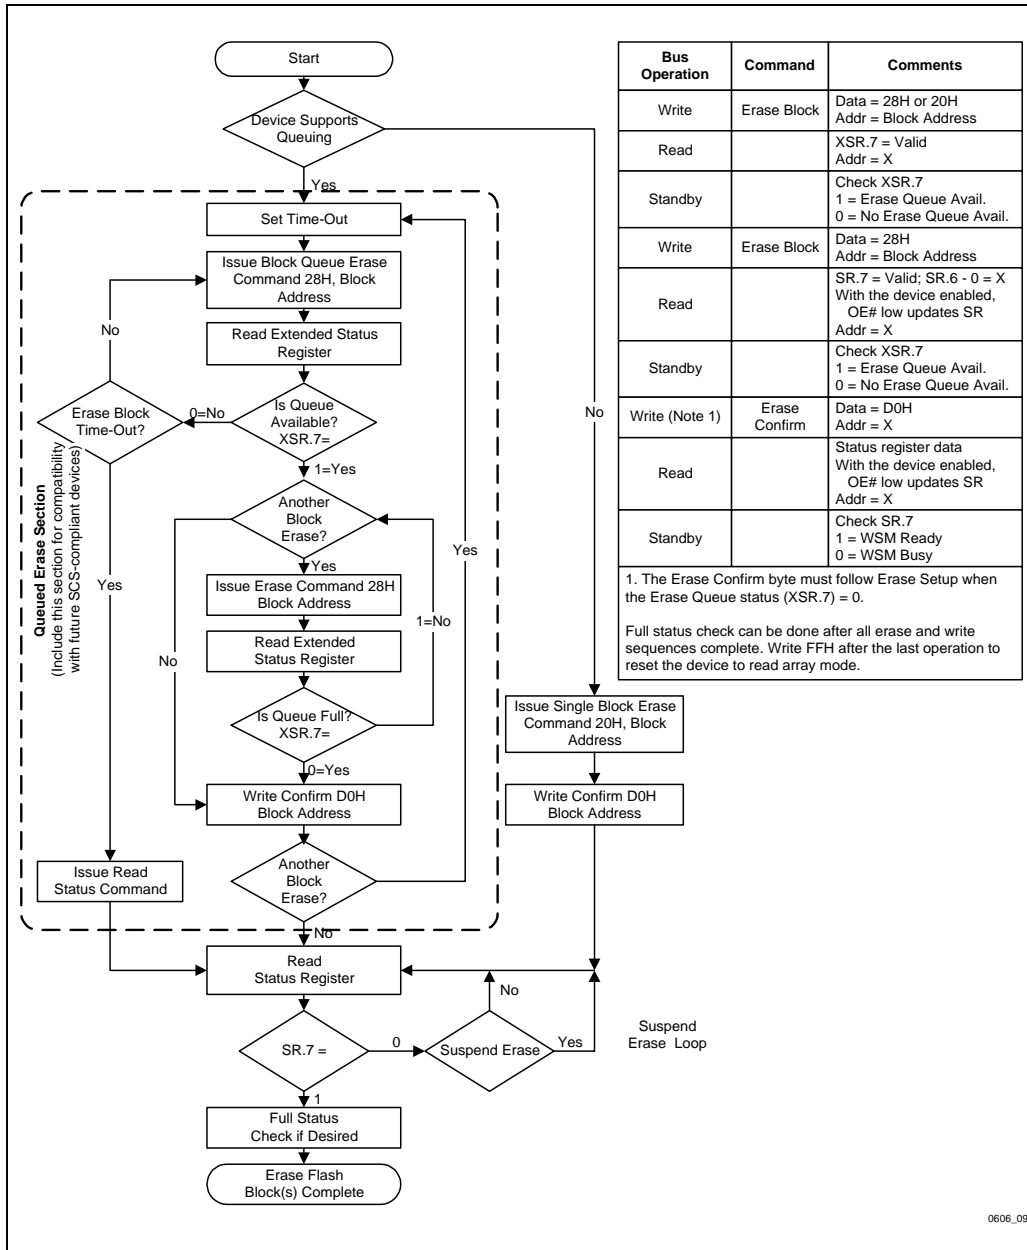 Start
Device Supports
Queuing
Yes
No
Set Time-Out
Issue Block Queue Erase
Command 28H, Block
Address
Read Extended Status
Register
Is Queue
Available?
XSR.7=
0=No
Erase Block
Time-Out?
No
Yes
1=Yes
Another
Block
Erase?
Yes
No
Issue Erase Command 28H
Block Address
Read Extended
Status Register
1=No
Is Queue Full?
XSR.7=
0=Yes
Write Confirm D0H
Block Address
Another
Block
Erase?
Yes
No
Issue Read
Status Command
Queued Erase Section
(Include this section for compatibility
with future SCS-compliant devices)
Issue Single Block Erase
Command 20H, Block
Address
Write Confirm D0H
Block Address
Read
Status Register
SR.7 =
0
Suspend Erase
No
Yes
Suspend
Erase Loop
1
Full Status
Check if Desired
Erase Flash
Block(s) Complete
Bus
Operation
Command
Comments
Write
Erase Block
Data = 28H or 20H
Addr = Block Address
Read
XSR.7 = Valid
Addr = X
Standby
Check XSR.7
1 = Erase Queue Avail.
0 = No Erase Queue Avail.
Write
Erase Block
Data = 28H
Addr = Block Address
Read
SR.7 = Valid; SR.6 - 0 = X
With the device enabled,
OE# low updates SR
Addr = X
Standby
Check XSR.7
1 = Erase Queue Avail.
0 = No Erase Queue Avail.
Write (Note 1)
Erase
Confirm
Data = D0H
Addr = X
Read
Status register data
With the device enabled,
OE# low updates SR
Addr = X
Standby
Check SR.7
1 = WSM Ready
0 = WSM Busy
1. The Erase Confirm byte must follow Erase Setup when
the Erase Queue status (XSR.7) = 0.
Full status check can be done after all erase and write
sequences complete. Write FFH after the last operation to
reset the device to read array mode.
0606_09